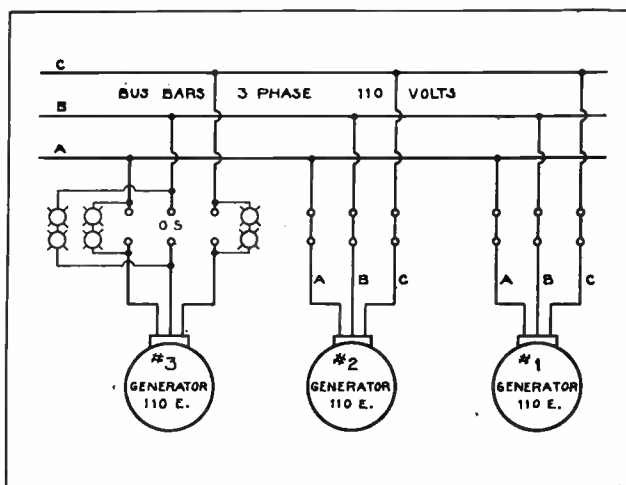 C
BUS BARS 3 PHASE 110 VOLTS
B
A
O S
A B C
A B C
#3
GENERATOR
110 E.
#2
GENERATOR
110 E.
#1
GENERATOR
110 E.